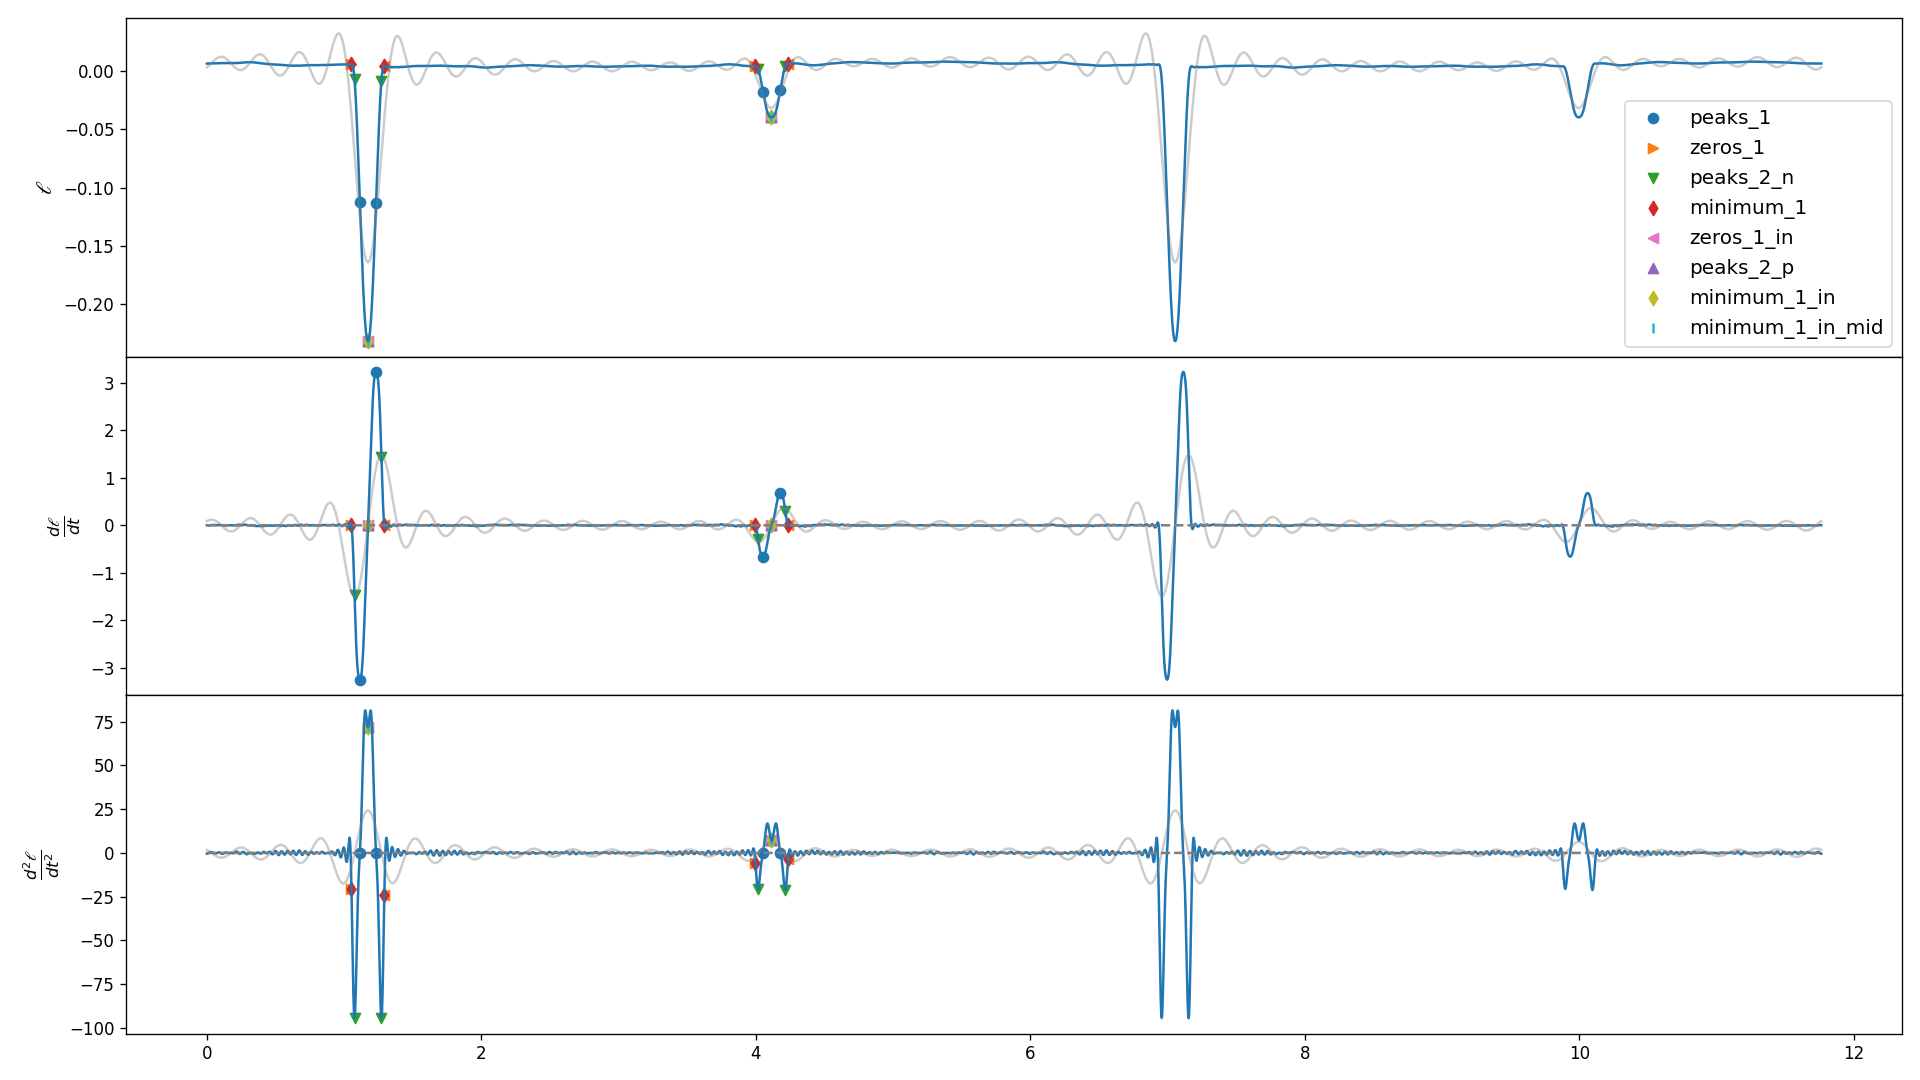 0.00
−0.05
−0.10
−0.15
−0.20
ℓ
peaks_1
zeros_1
peaks_2_n
minimum_1
zeros_1_in
peaks_2_p
minimum_1_in
minimum_1_in_mid
3
2
1
0
−1
−2
−3
dℓ
dt
75
50
25
0
−25
−50
−75
−100
d²ℓ
dt²
0 2 4 6 8 10 12